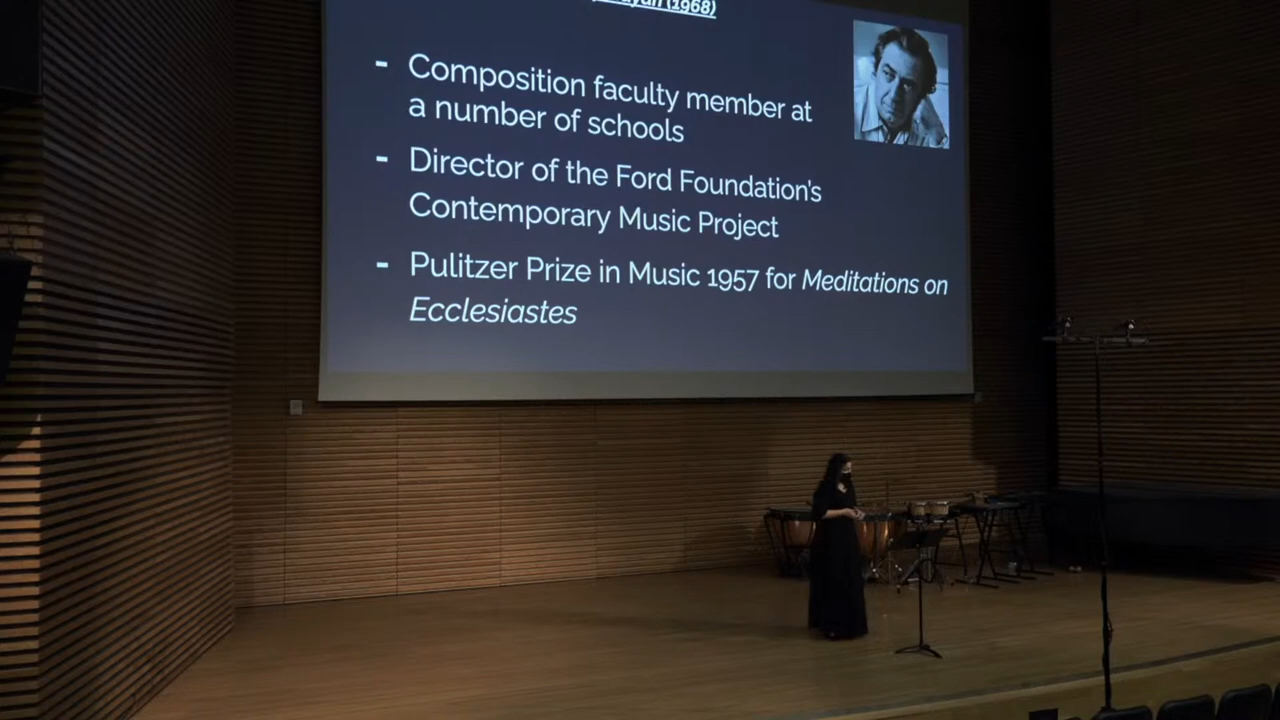 (1968)
- Composition faculty member at
a number of schools
- Director of the Ford Foundation's
Contemporary Music Project
- Pulitzer Prize in Music 1957 for Meditations on
Ecclesiastes